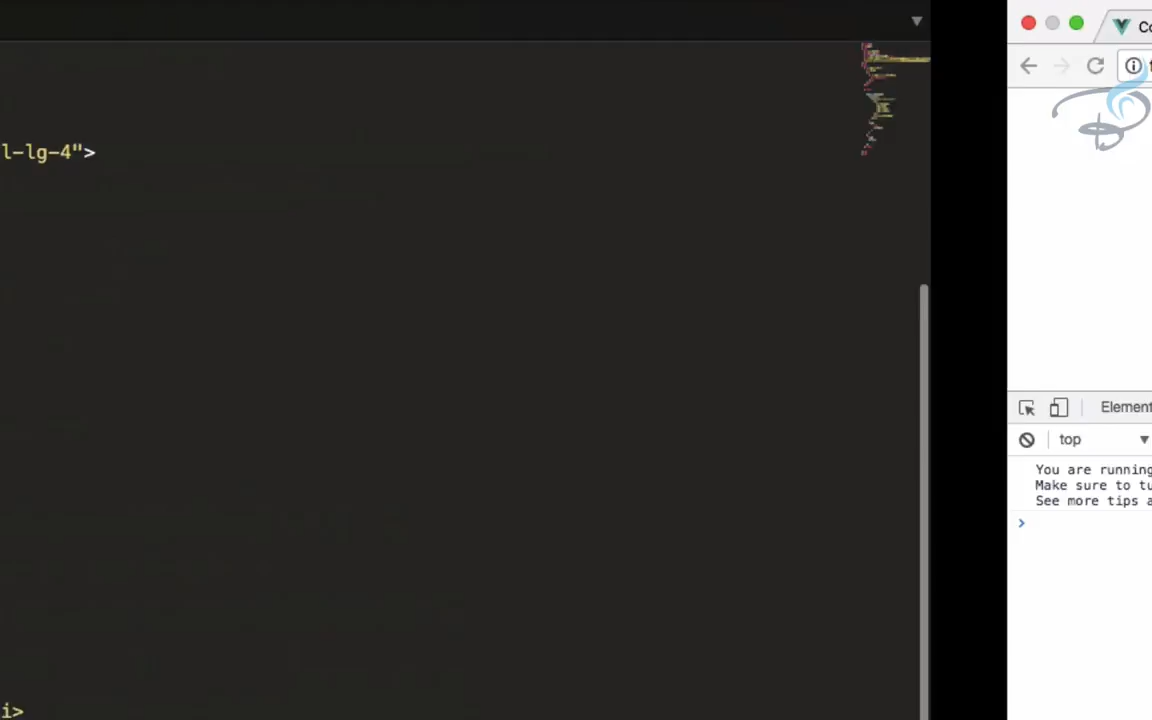 l-lg-4">
i>
Co
Element
top
You are running
Make sure to tu
See more tips a
>